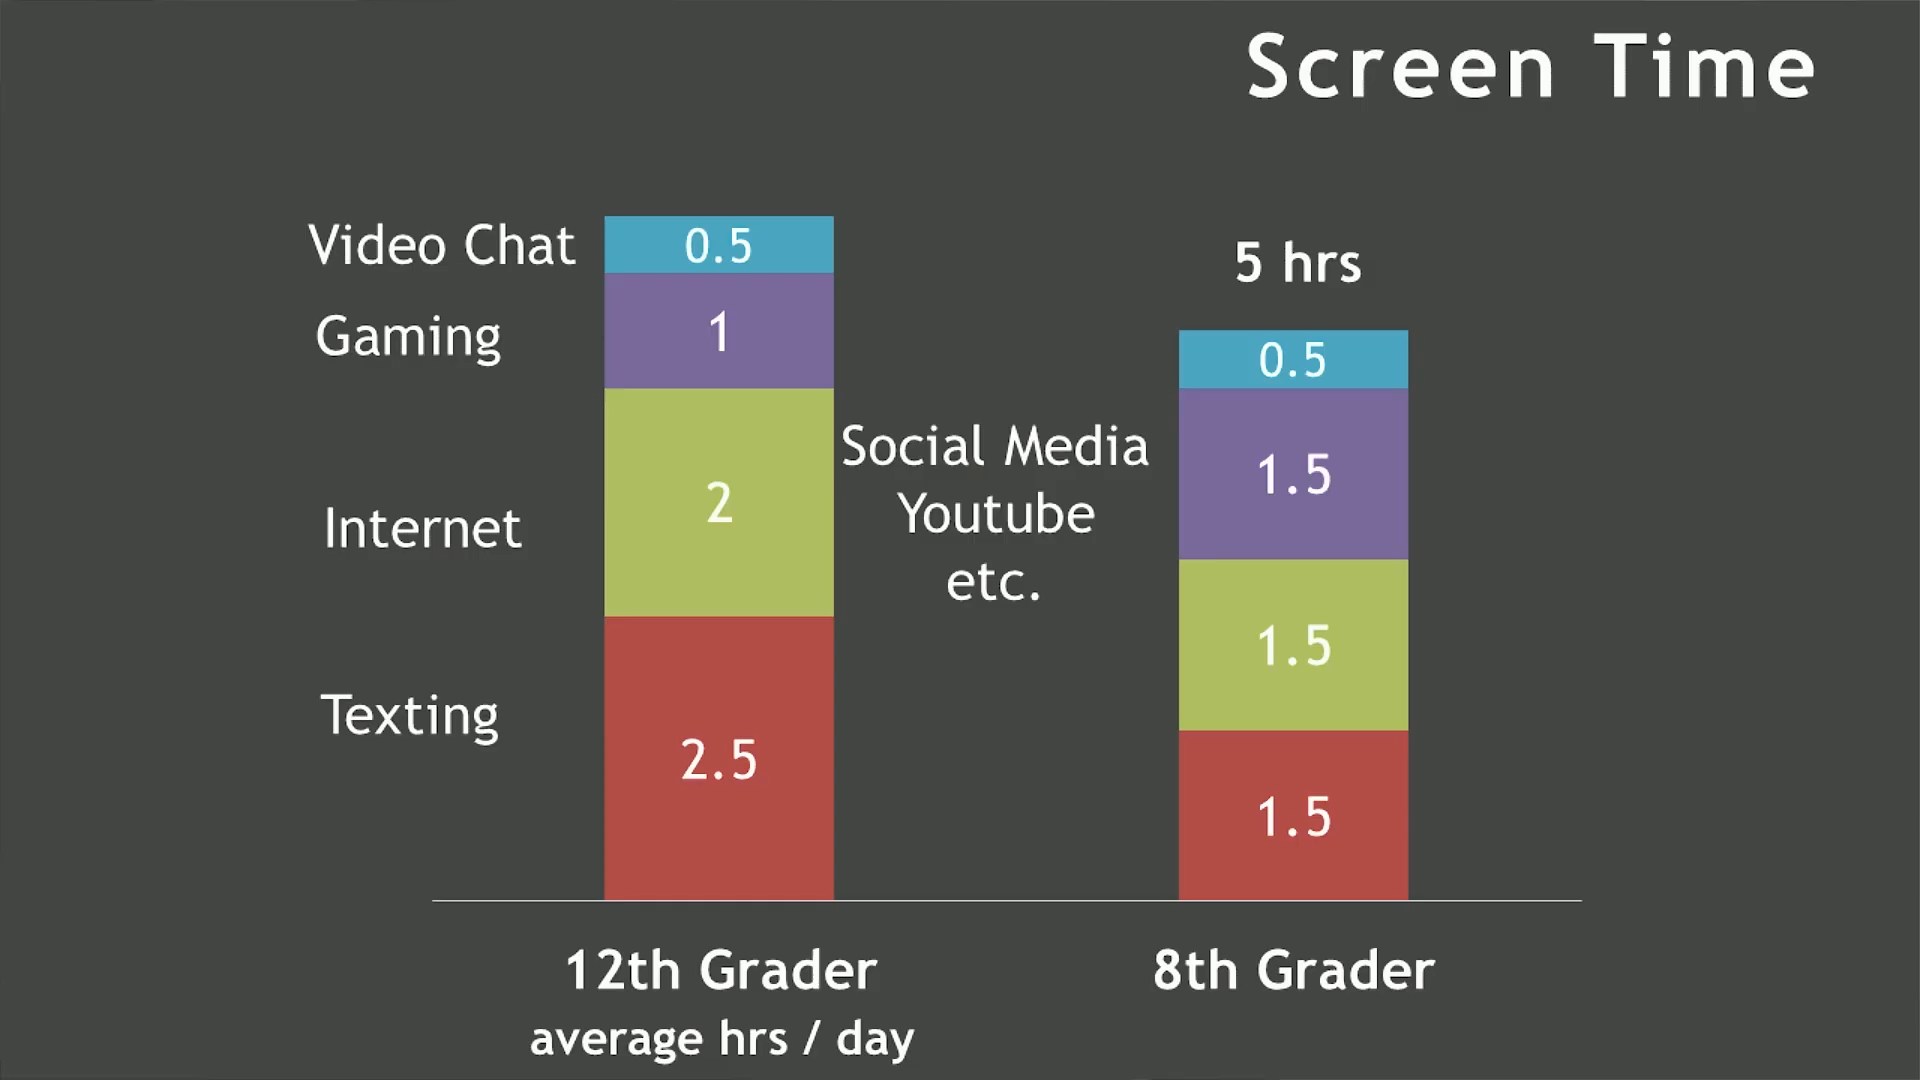 Screen Time
Video Chat
0.5
Gaming
1
Internet
2
Texting
2.5
Social Media
Youtube
etc.
5 hrs
0.5
1.5
1.5
1.5
12th Grader
average hrs / day
8th Grader